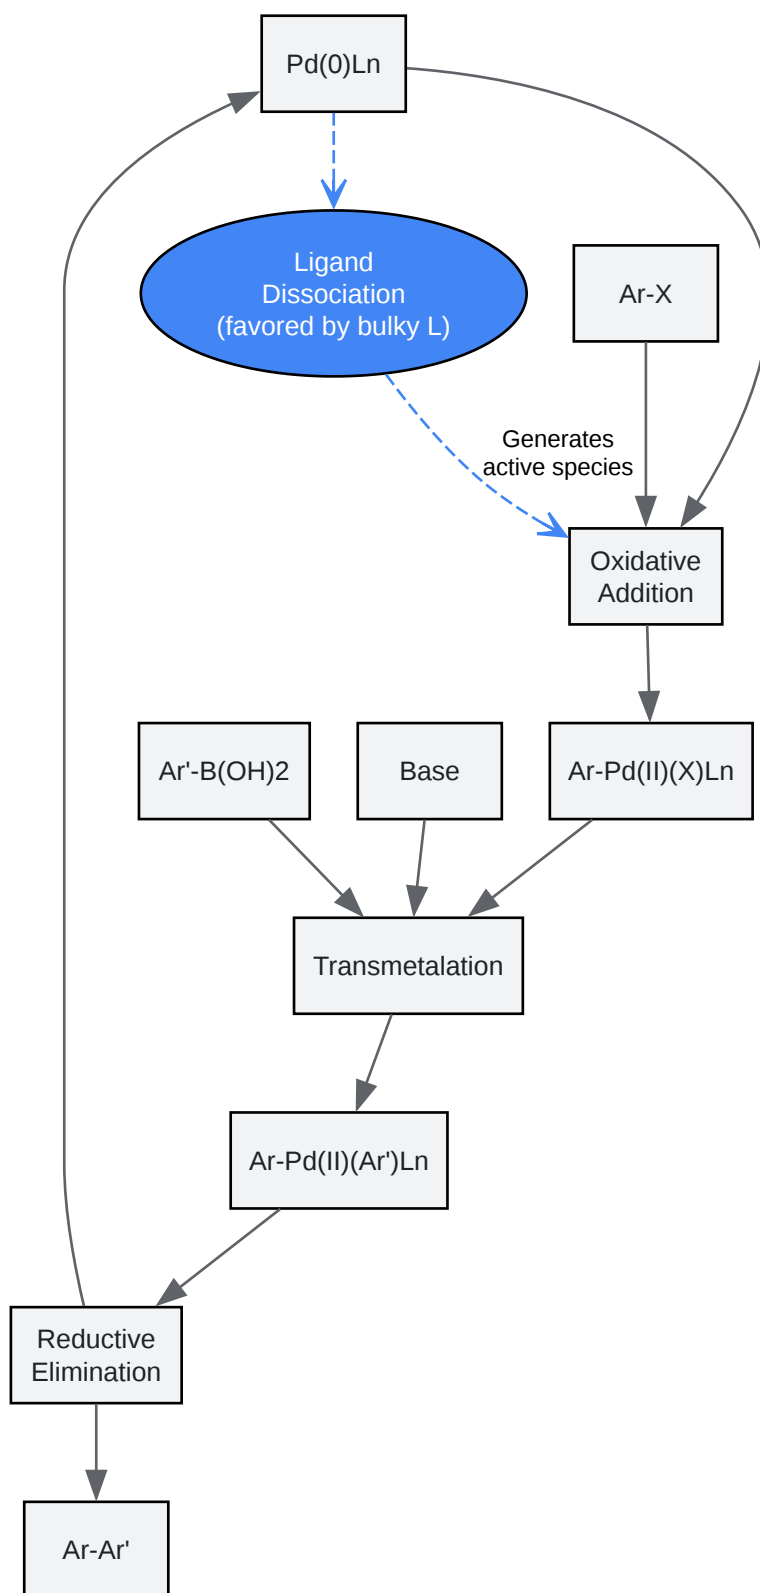 Pd(0)Ln
Ligand
Dissociation
(favored by bulky L)
Ar-X
Generates
active species
Oxidative
Addition
Ar'-B(OH)2
Base
Ar-Pd(II)(X)Ln
Transmetalation
Ar-Pd(II)(Ar')Ln
Reductive
Elimination
Ar-Ar'